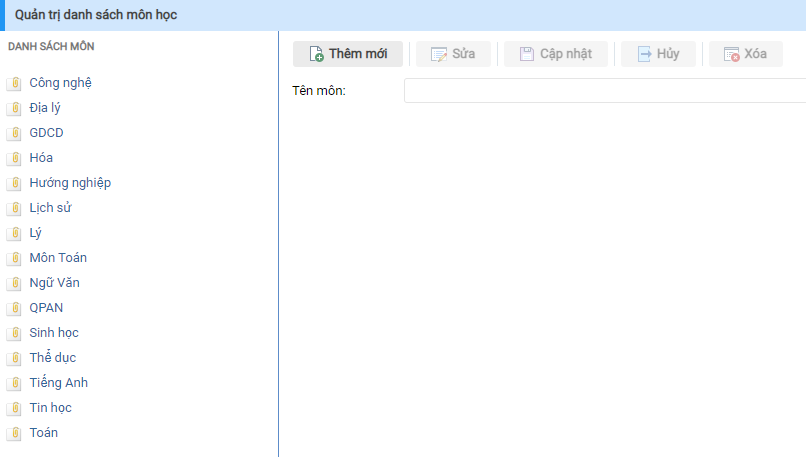 Quản trị danh sách môn học
DANH SÁCH MÔN
Công nghệ
Địa lý
GDCD
Hóa
Hướng nghiệp
Lịch sử
Lý
Môn Toán
Ngữ Văn
QPAN
Sinh học
Thể dục
Tiếng Anh
Tin học
Toán
Thêm mới Sửa Cập nhật Hủy Xóa
Tên môn: